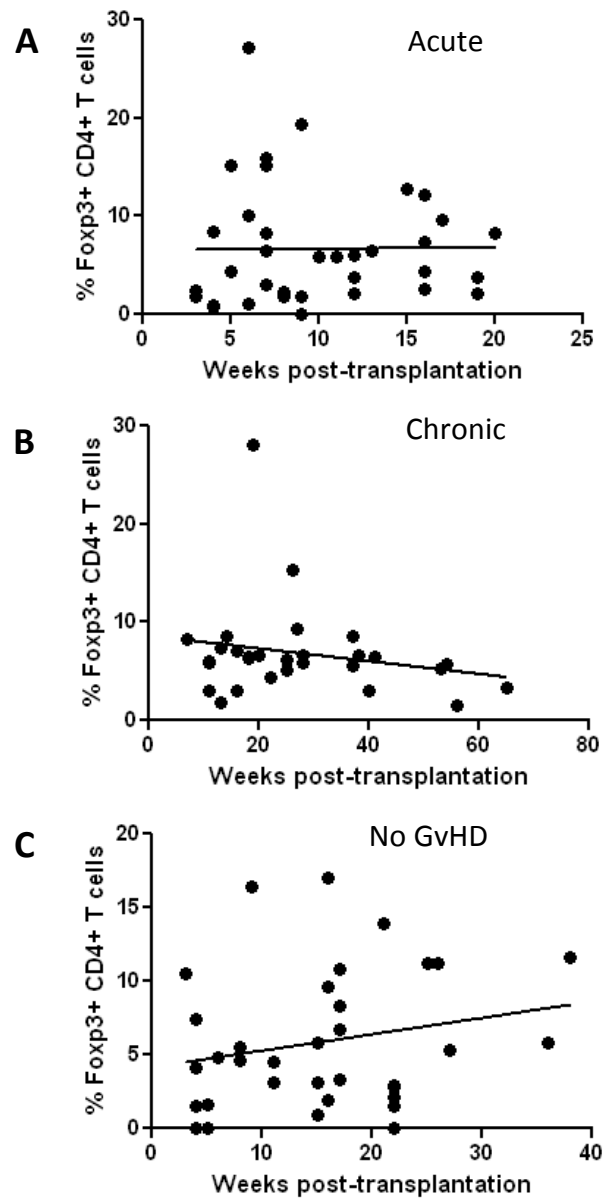 A
Acute
% Foxp3+ CD4+ T cells
30
20
10
0
0 5 10 15 20 25
Weeks post-transplantation
B
Chronic
% Foxp3+ CD4+ T cells
30
20
10
0
0 20 40 60 80
Weeks post-transplantation
C
No GvHD
% Foxp3+ CD4+ T cells
20
15
10
5
0
0 10 20 30 40
Weeks post-transplantation